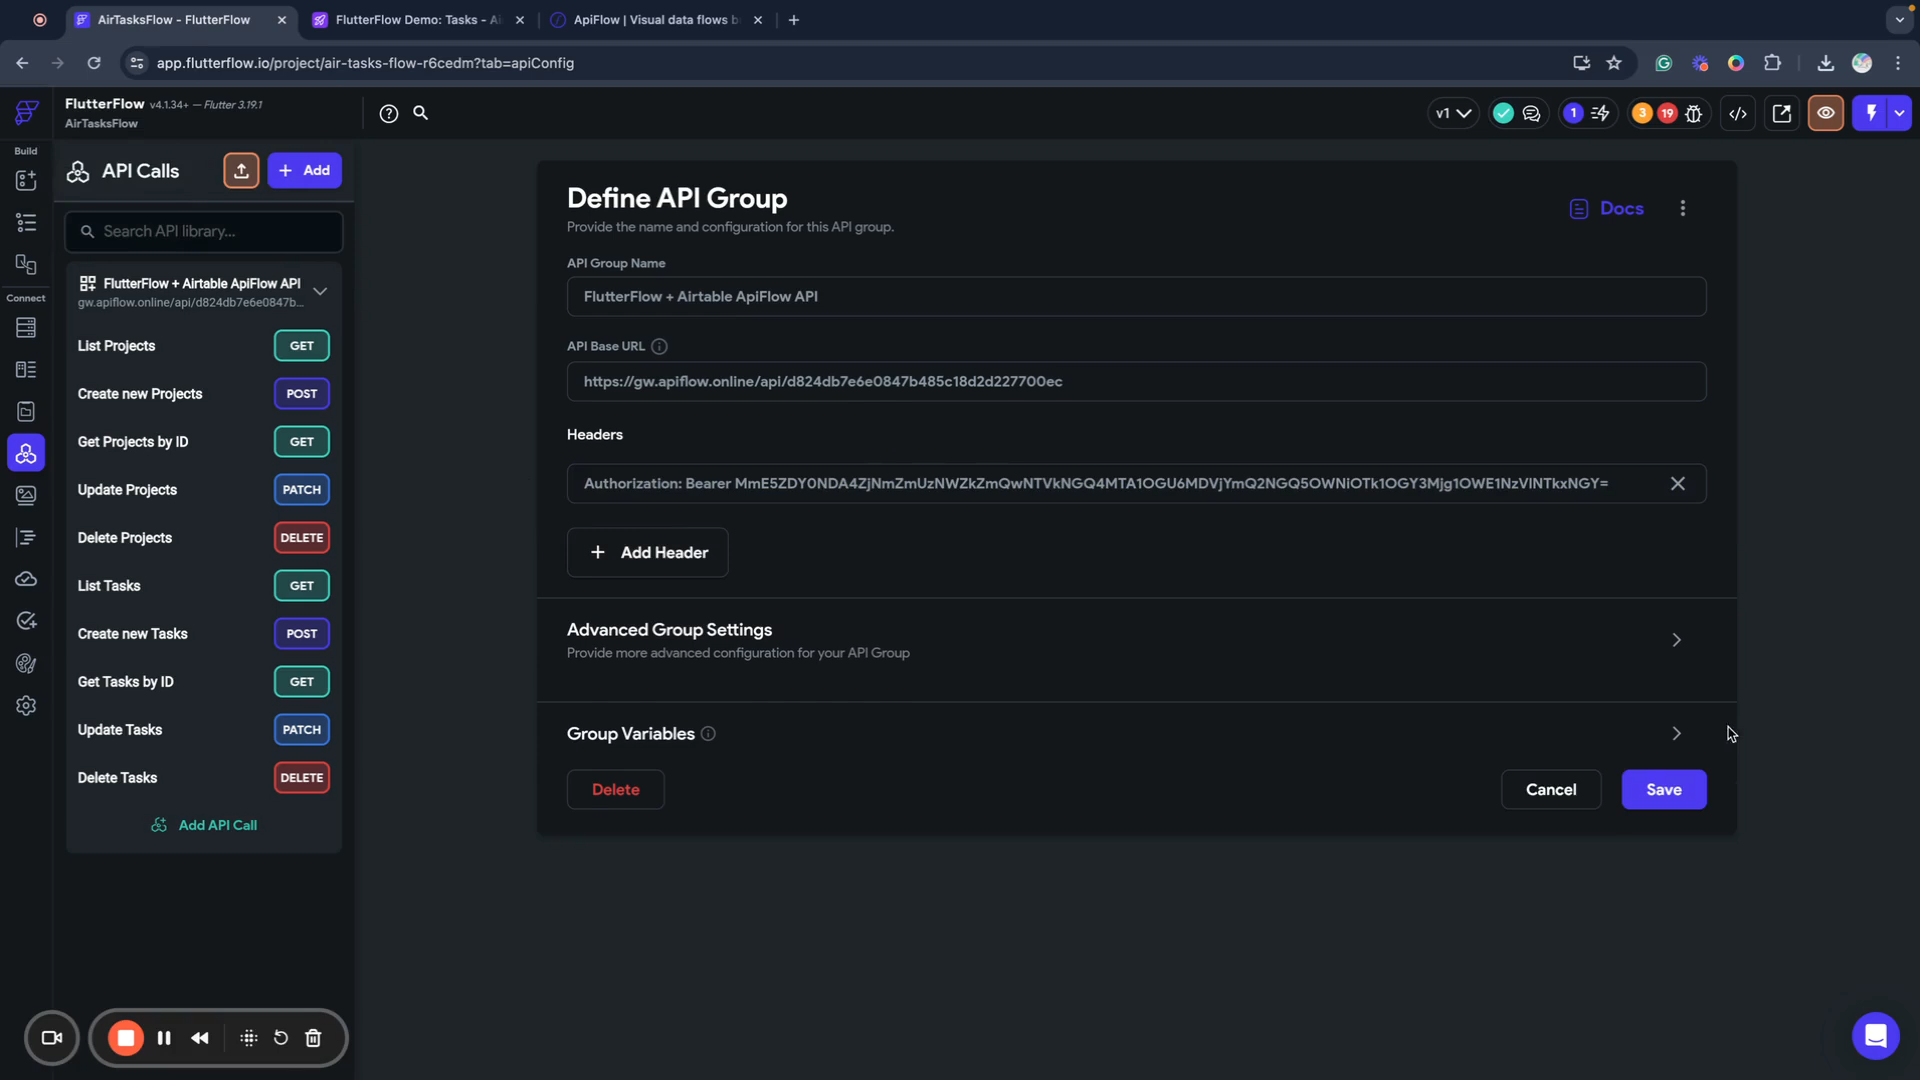 AirTasksFlow - FlutterFlow
FlutterFlow Demo: Tasks - Ai
ApiFlow | Visual data flows b
app.flutterflow.io/project/air-tasks-flow-r6cedm?tab=apiConfig
FlutterFlow v4.1.34+ — Flutter 3.19.1
AirTasksFlow
v1
1
3 19
Build
API Calls
+ Add
Search API library...
FlutterFlow + Airtable ApiFlow API
gw.apiflow.online/api/d824db7e6e0847b...
Connect
List Projects GET
Create new Projects POST
Get Projects by ID GET
Update Projects PATCH
Delete Projects DELETE
List Tasks GET
Create new Tasks POST
Get Tasks by ID GET
Update Tasks PATCH
Delete Tasks DELETE
Add API Call
Define API Group
Provide the name and configuration for this API group.
Docs
API Group Name
FlutterFlow + Airtable ApiFlow API
API Base URL
https://gw.apiflow.online/api/d824db7e6e0847b485c18d2d227700ec
Headers
Authorization: Bearer MmE5ZDY0NDA4ZjNmZmUzNWZkZmQwNTVkNGQ4MTA1OGU6MDVjYmQ2NGQ5OWNiOTk1OGY3Mjg1OWE1NzVlNTkxNGY=
+ Add Header
Advanced Group Settings
Provide more advanced configuration for your API Group
Group Variables
Delete
Cancel
Save